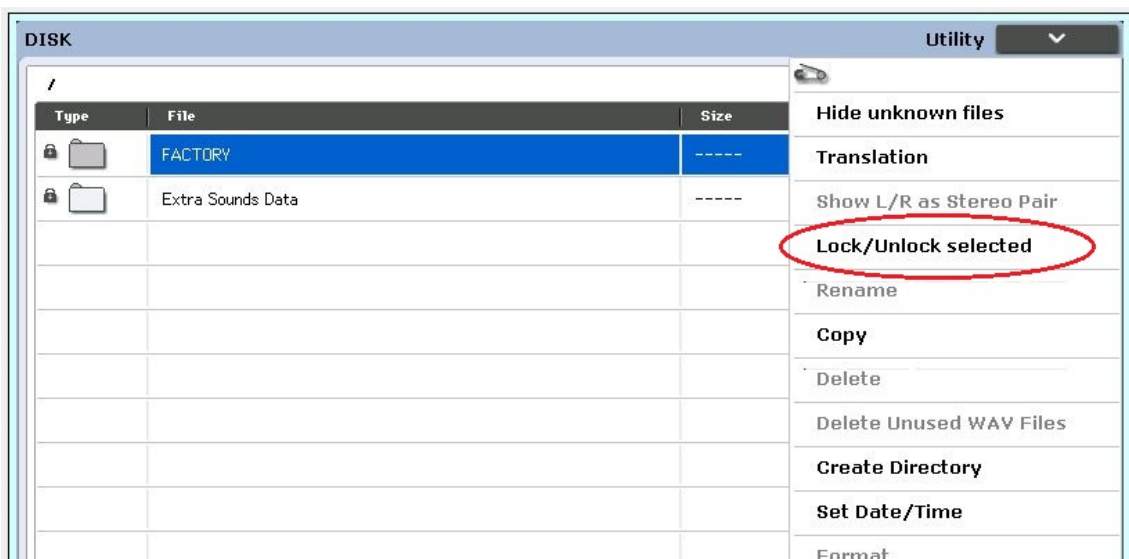 DISK
Utility
/
Type File Size
FACTORY -----
Extra Sounds Data -----
Hide unknown files
Translation
Show L/R as Stereo Pair
Lock/Unlock selected
Rename
Copy
Delete
Delete Unused WAV Files
Create Directory
Set Date/Time
Format